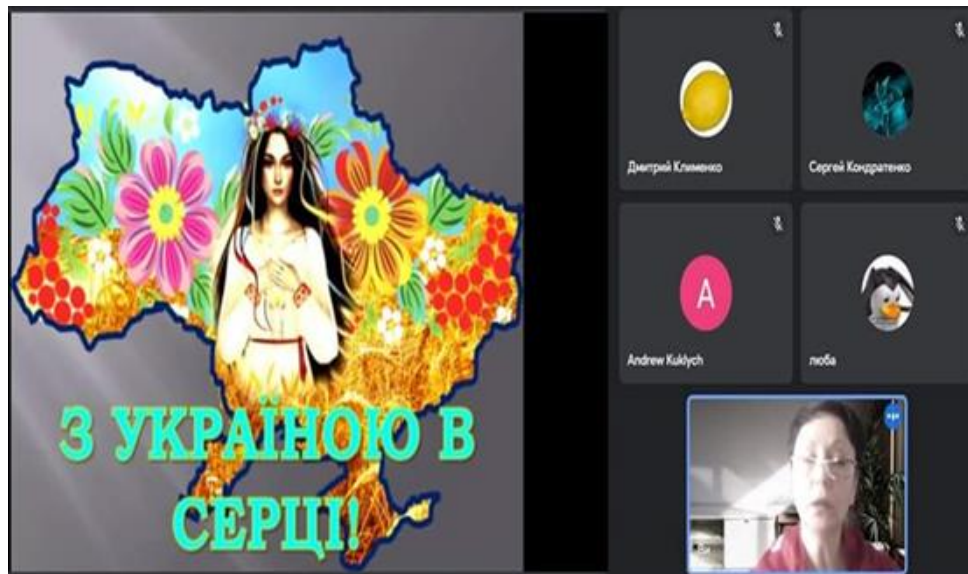 З УКРАЇНОЮ В
СЕРЦІ!
Дмитрий Клименко
Сергей Кондратенко
A
Andrew Kuklych
люба